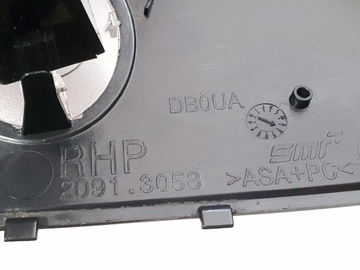 DB0UA
RHP
smr
2091.3058
>ASA+PC<